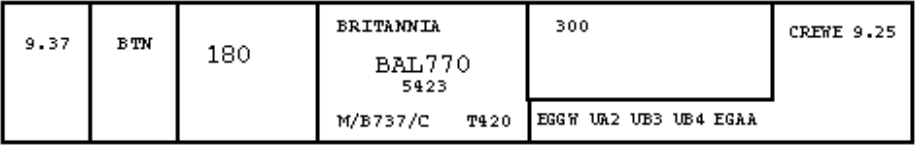 9.37
BTN
180
BRITANNIA
BAL770
5423
M/B737/C T420
300
EGGW UA2 UB3 UB4 EGAA
CREWE 9.25